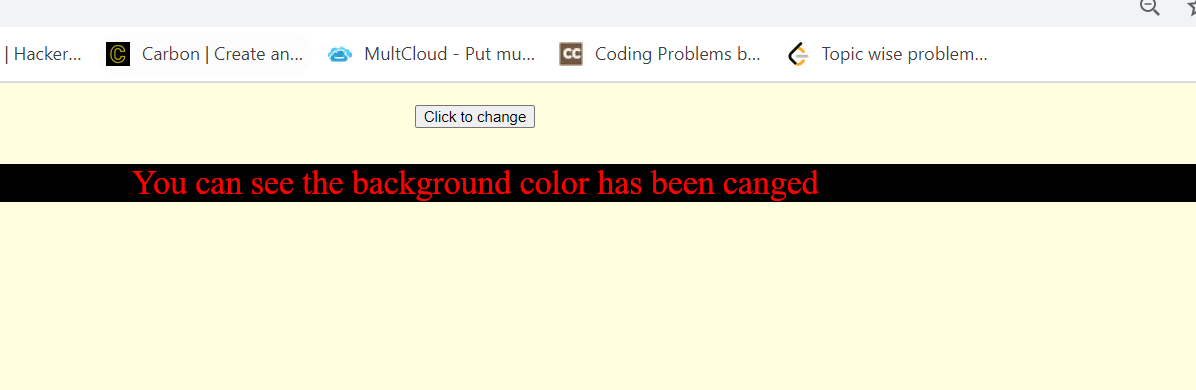 | Hacker... Carbon | Create an... MultCloud - Put mu... CC Coding Problems b... Topic wise problem...
Click to change
You can see the background color has been canged